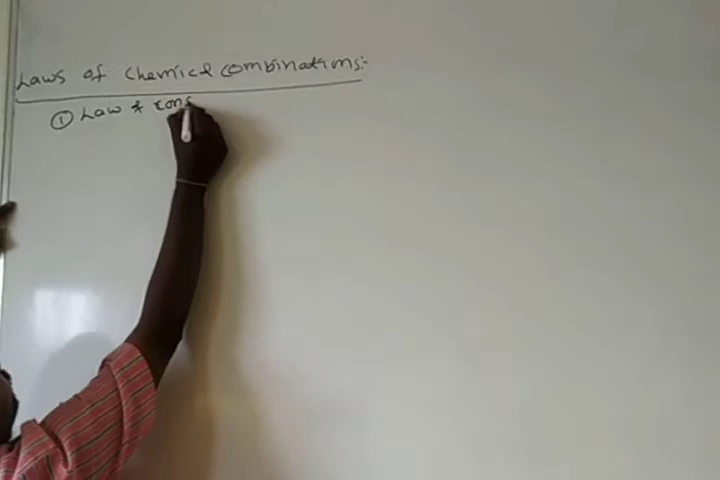 Laws of Chemical Combinations:-
① Law of Cons